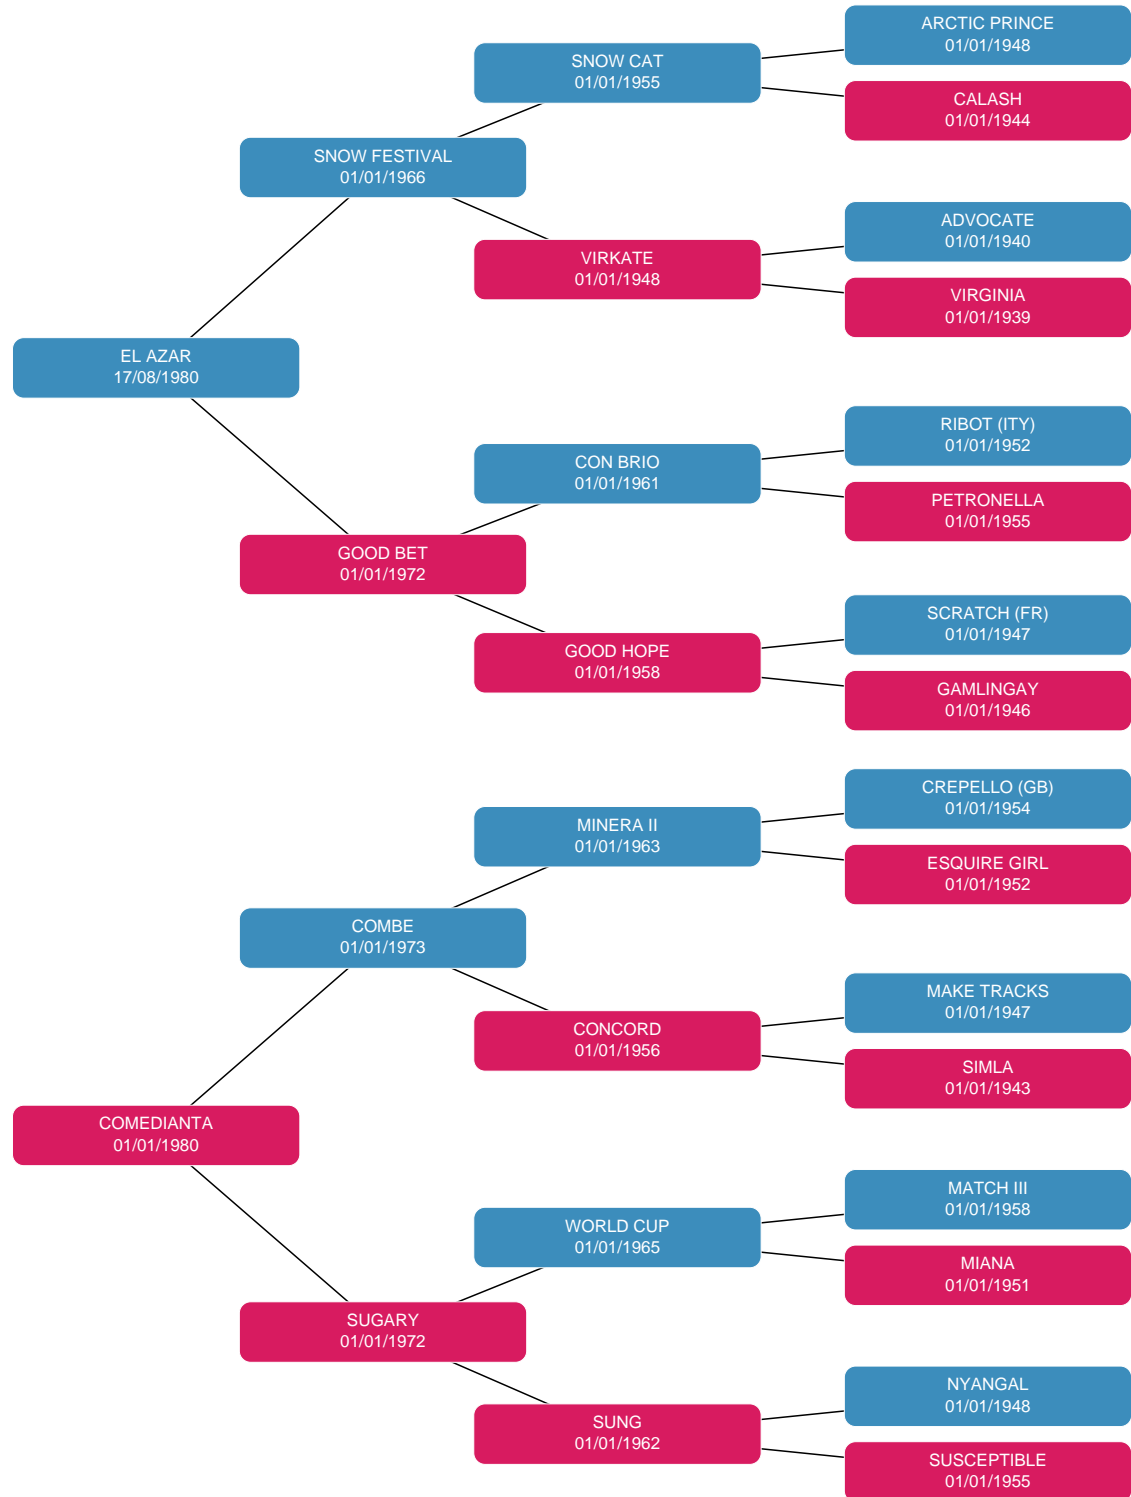 ARCTIC PRINCE
01/01/1948
SNOW CAT
01/01/1955
CALASH
01/01/1944
SNOW FESTIVAL
01/01/1966
ADVOCATE
01/01/1940
VIRKATE
01/01/1948
VIRGINIA
01/01/1939
EL AZAR
17/08/1980
RIBOT (ITY)
01/01/1952
CON BRIO
01/01/1961
PETRONELLA
01/01/1955
GOOD BET
01/01/1972
SCRATCH (FR)
01/01/1947
GOOD HOPE
01/01/1958
GAMLINGAY
01/01/1946
CREPELLO (GB)
01/01/1954
MINERA II
01/01/1963
ESQUIRE GIRL
01/01/1952
COMBE
01/01/1973
MAKE TRACKS
01/01/1947
CONCORD
01/01/1956
SIMLA
01/01/1943
COMEDIANTA
01/01/1980
MATCH III
01/01/1958
WORLD CUP
01/01/1965
MIANA
01/01/1951
SUGARY
01/01/1972
NYANGAL
01/01/1948
SUNG
01/01/1962
SUSCEPTIBLE
01/01/1955